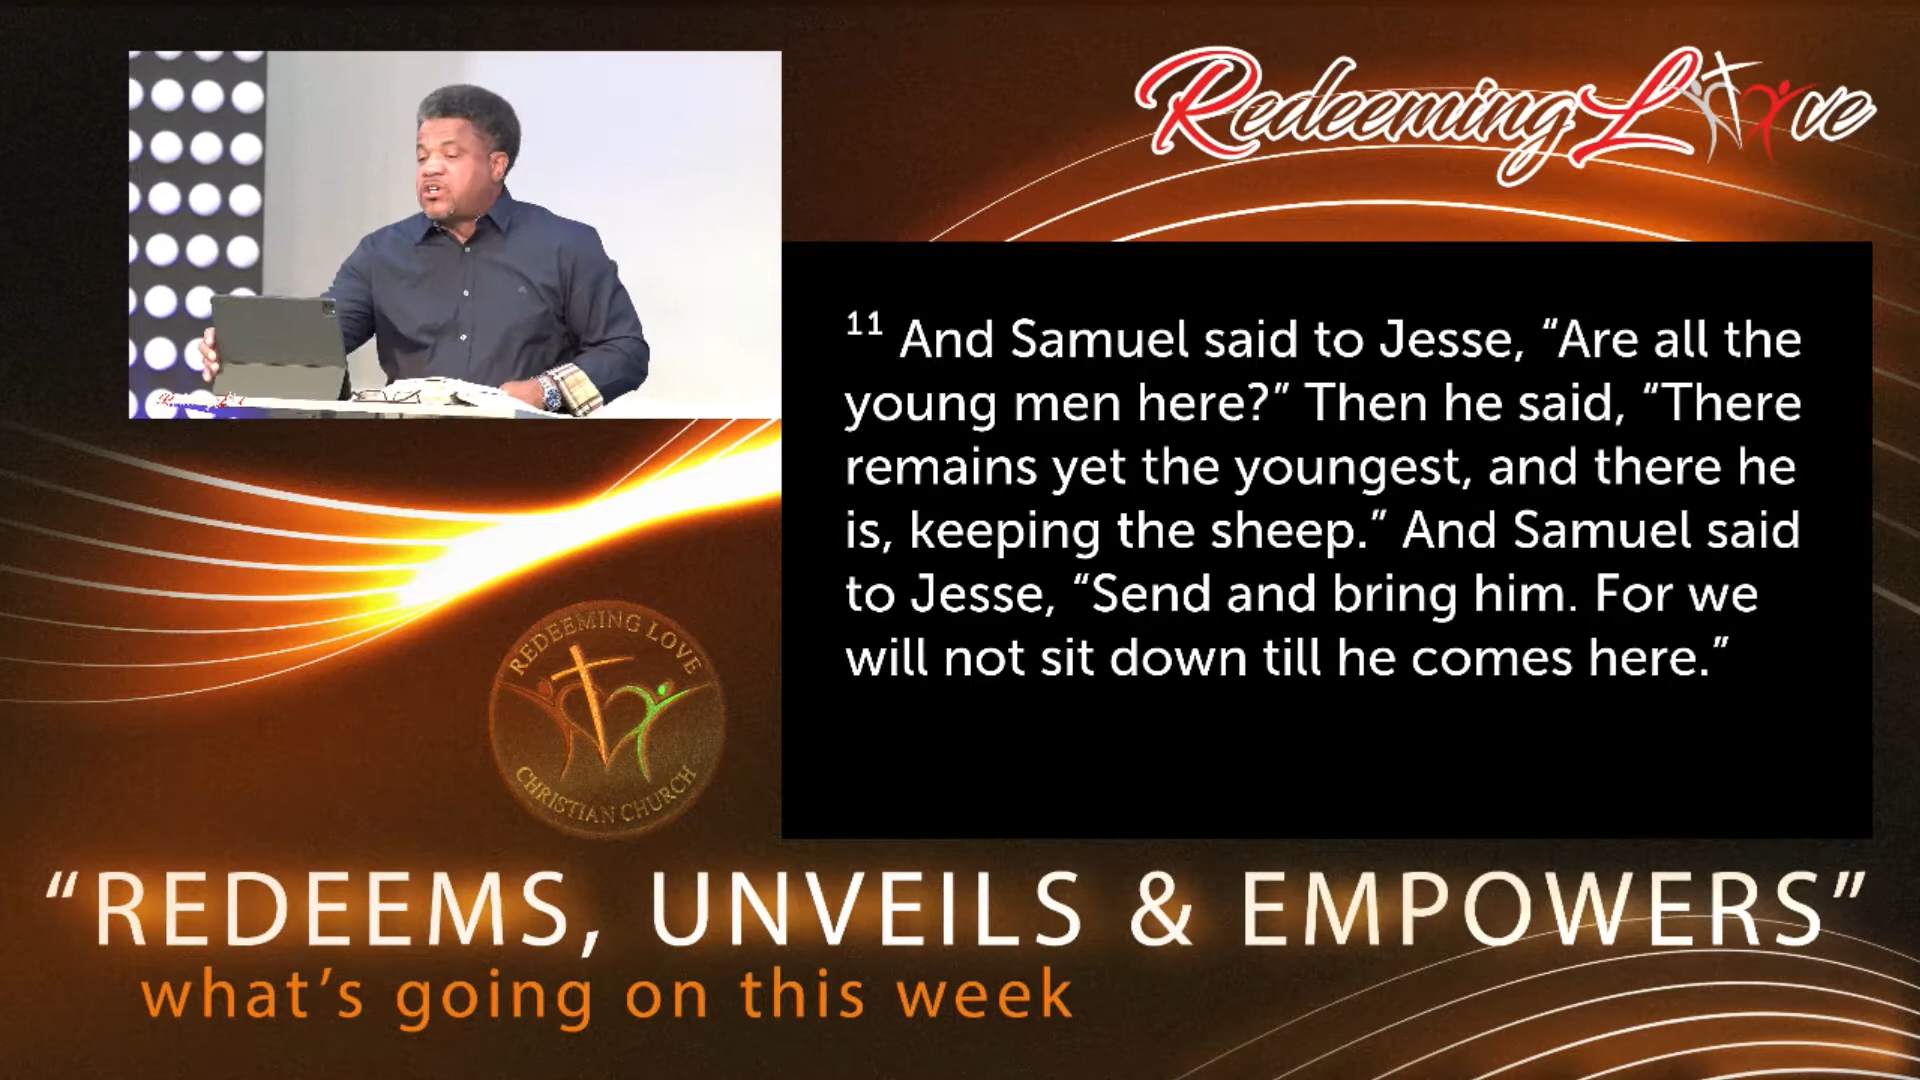 Redeeming Love
11 And Samuel said to Jesse, “Are all the
young men here?” Then he said, “There
remains yet the youngest, and there he
is, keeping the sheep.” And Samuel said
to Jesse, “Send and bring him. For we
will not sit down till he comes here.”
REDEEMING LOVE
CHRISTIAN CHURCH
“REDEEMS, UNVEILS & EMPOWERS”
what’s going on this week